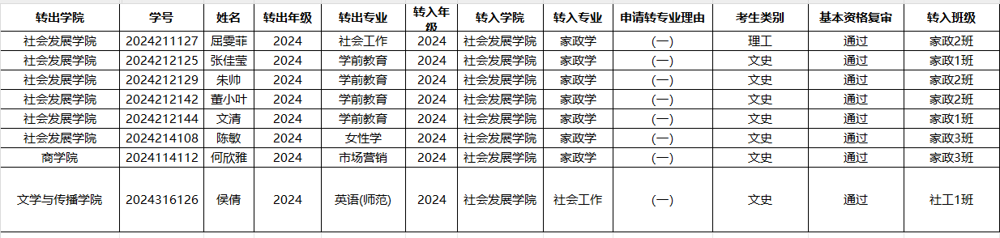 转出学院 学号 姓名 转出年级 转出专业 转入年级 转入学院 转入专业 申请转专业理由 考生类别 基本资格复审 转入班级
社会发展学院 2024211127 屈雯菲 2024 社会工作 2024 社会发展学院 家政学 (一) 理工 通过 家政2班
社会发展学院 2024212125 张佳莹 2024 学前教育 2024 社会发展学院 家政学 (一) 文史 通过 家政1班
社会发展学院 2024212129 朱帅 2024 学前教育 2024 社会发展学院 家政学 (一) 文史 通过 家政2班
社会发展学院 2024212142 董小叶 2024 学前教育 2024 社会发展学院 家政学 (一) 文史 通过 家政2班
社会发展学院 2024212144 文清 2024 学前教育 2024 社会发展学院 家政学 (一) 文史 通过 家政1班
社会发展学院 2024214108 陈敏 2024 女性学 2024 社会发展学院 家政学 (一) 文史 通过 家政3班
商学院 2024114112 何欣雅 2024 市场营销 2024 社会发展学院 家政学 (一) 文史 通过 家政3班
文学与传播学院 2024316126 侯倩 2024 英语(师范) 2024 社会发展学院 社会工作 (一) 文史 通过 社工1班